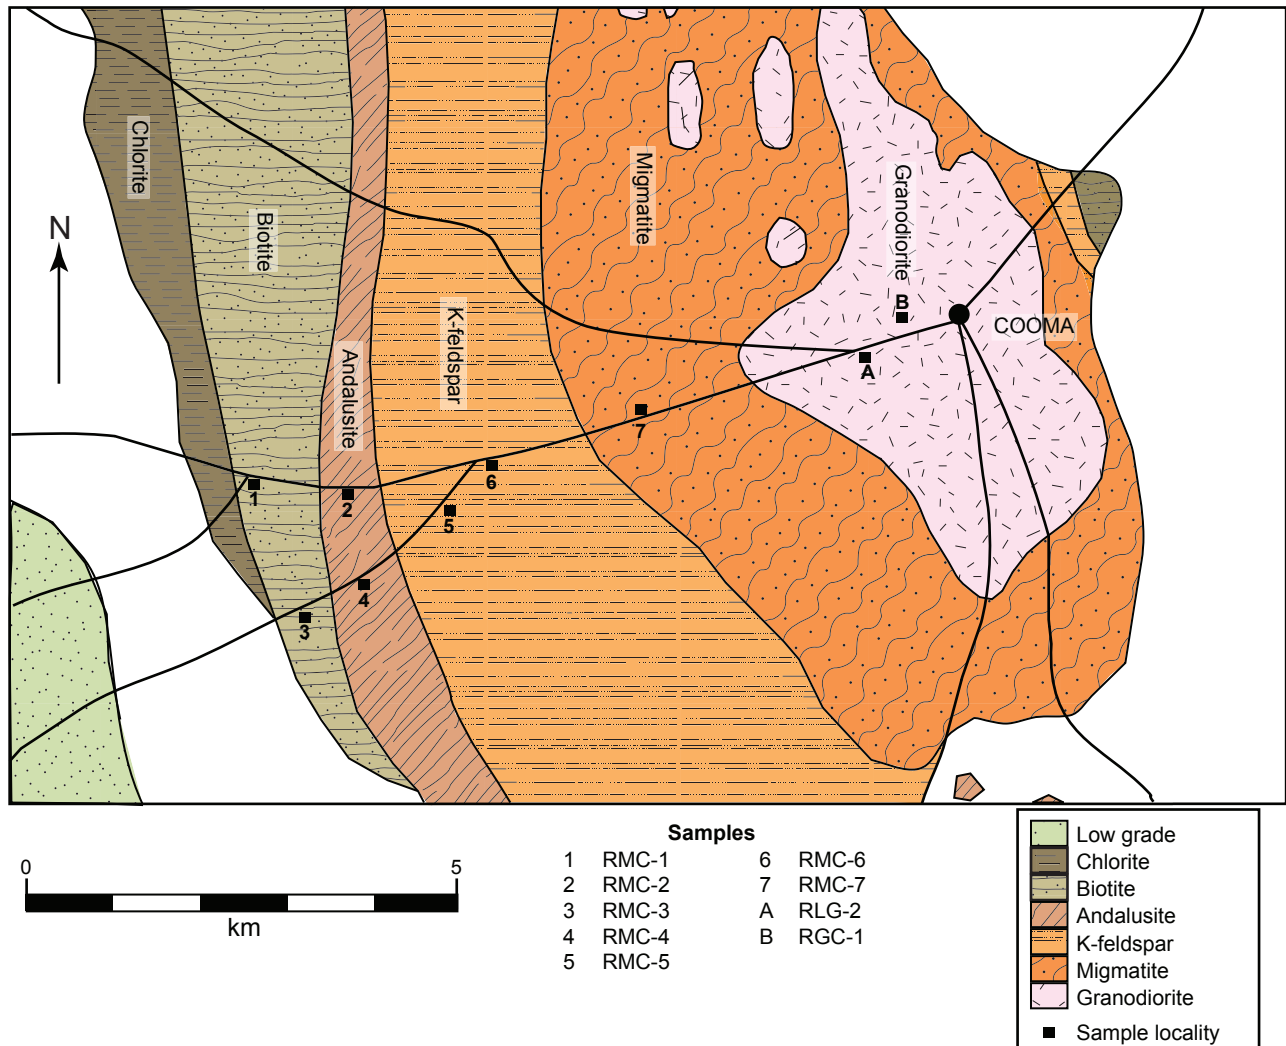 Chlorite
Biotite
Andalusite
K-feldspar
Migmatite
Granodiorite
N
B
COOMA
A
7
6
1
2
5
4
3
0 5
km
Samples
1 RMC-1
2 RMC-2
3 RMC-3
4 RMC-4
5 RMC-5
6 RMC-6
7 RMC-7
A RLG-2
B RGC-1
Low grade
Chlorite
Biotite
Andalusite
K-feldspar
Migmatite
Granodiorite
Sample locality